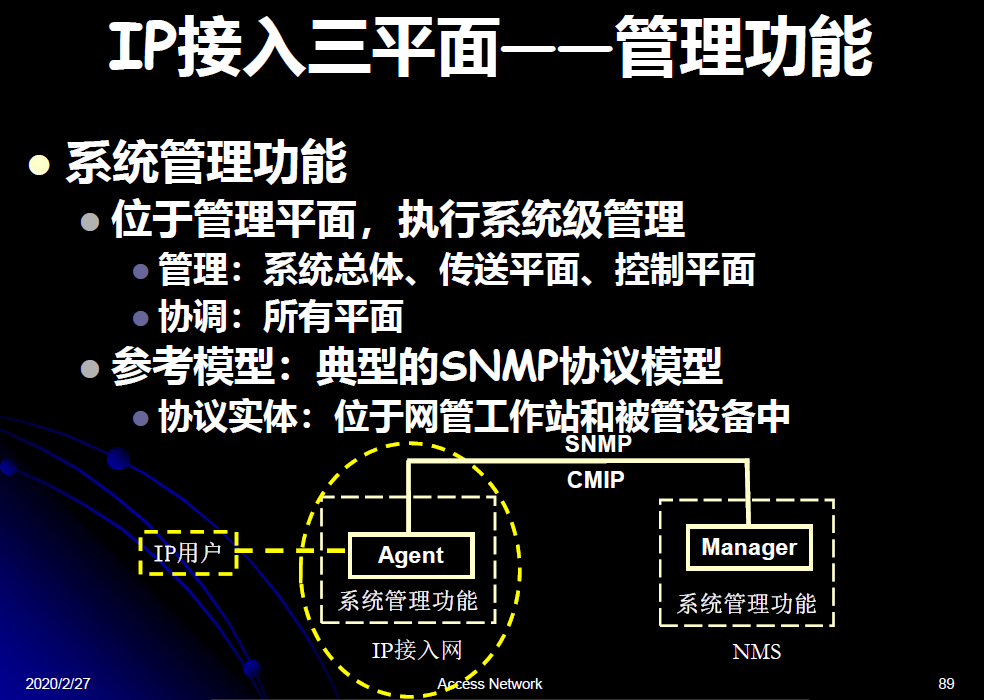 IP接入三平面——管理功能
系统管理功能
位于管理平面，执行系统级管理
管理：系统总体、传送平面、控制平面
协调：所有平面
参考模型：典型的SNMP协议模型
协议实体：位于网管工作站和被管设备中
SNMP
CMIP
IP用户
Agent
系统管理功能
IP接入网
Manager
系统管理功能
NMS
2020/2/27
Access Network
89